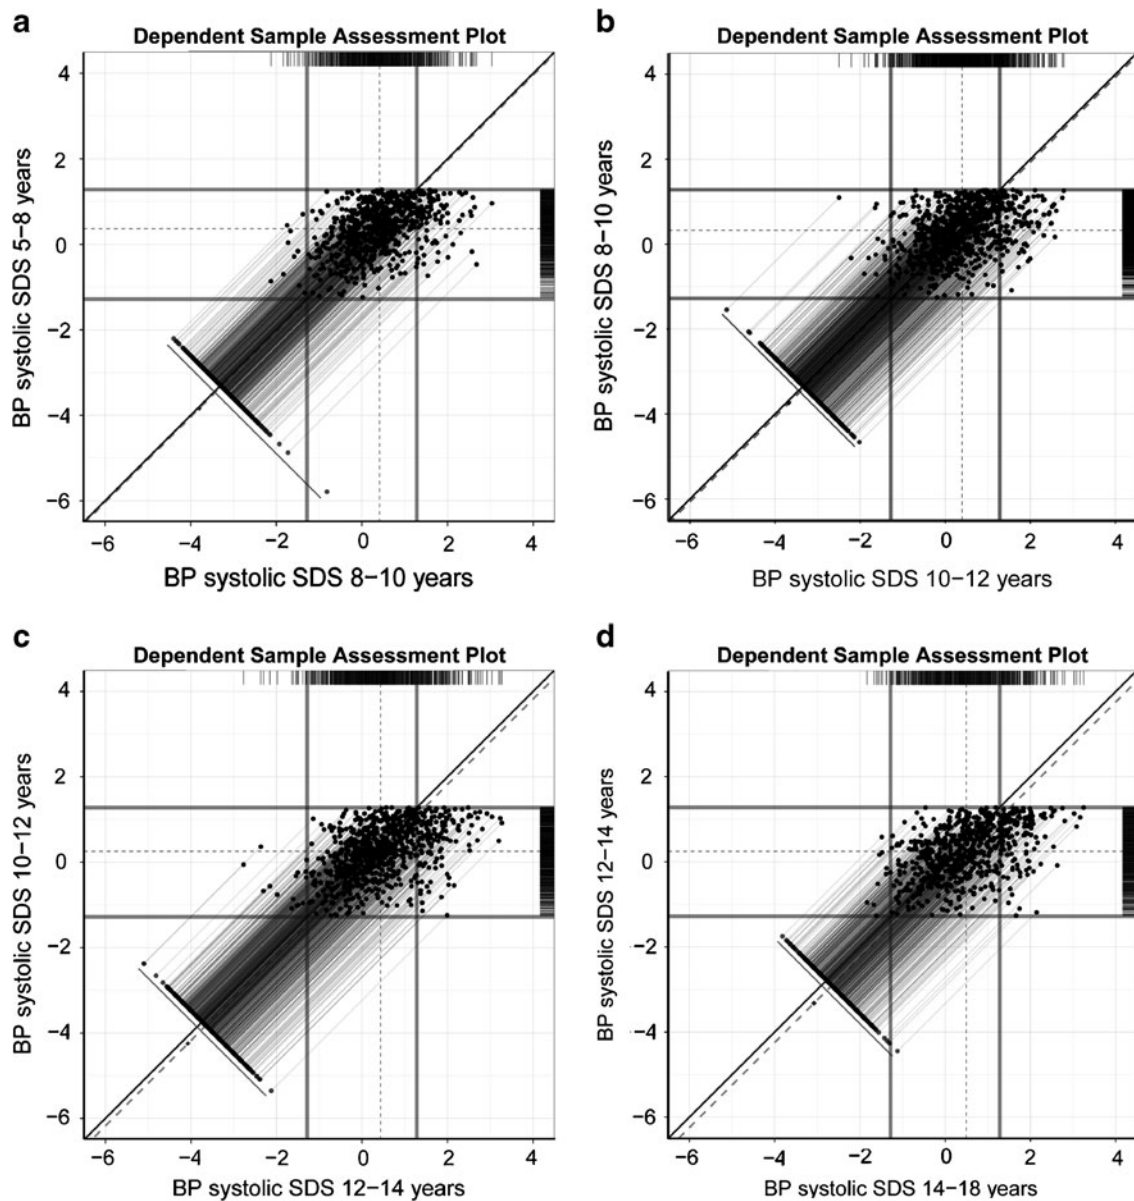 a
Dependent Sample Assessment Plot
BP systolic SDS 5–8 years
4
2
0
−2
−4
−6
−6 −4 −2 0 2 4
BP systolic SDS 8–10 years
b
Dependent Sample Assessment Plot
BP systolic SDS 8–10 years
4
2
0
−2
−4
−6
−6 −4 −2 0 2 4
BP systolic SDS 10–12 years
c
Dependent Sample Assessment Plot
BP systolic SDS 10–12 years
4
2
0
−2
−4
−6
−6 −4 −2 0 2 4
BP systolic SDS 12–14 years
d
Dependent Sample Assessment Plot
BP systolic SDS 12–14 years
4
2
0
−2
−4
−6
−6 −4 −2 0 2 4
BP systolic SDS 14–18 years